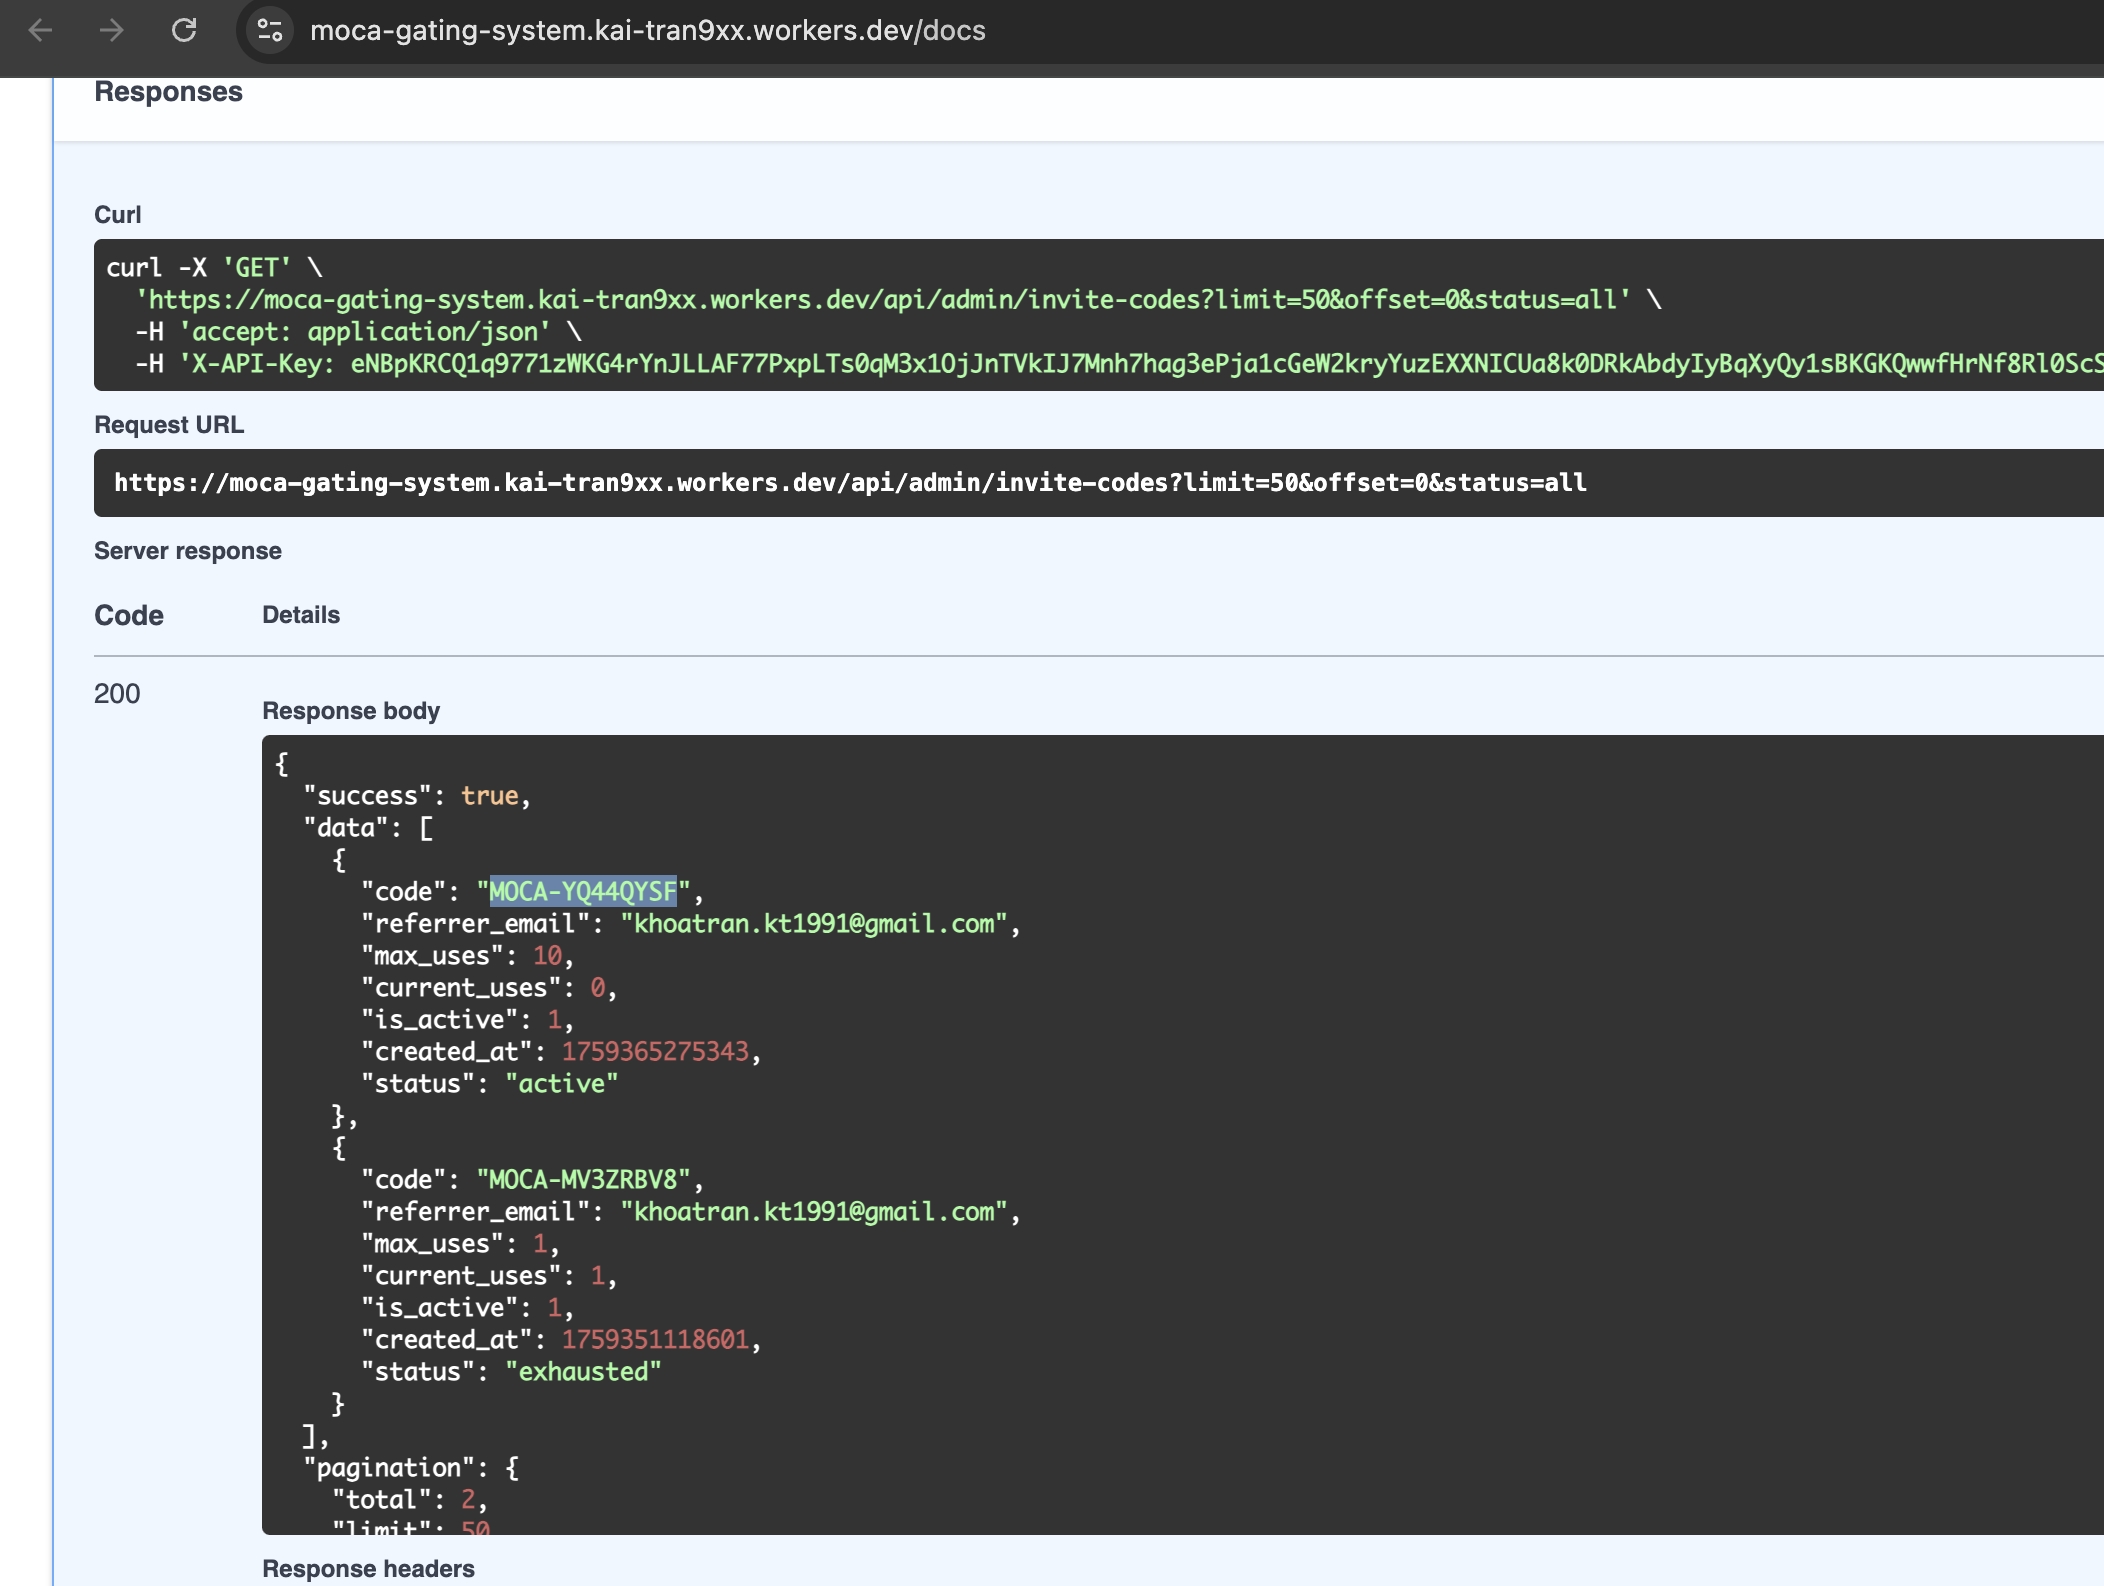 moca-gating-system.kai-tran9xx.workers.dev/docs
Responses
Curl
curl -X 'GET' \
'https://moca-gating-system.kai-tran9xx.workers.dev/api/admin/invite-codes?limit=50&offset=0&status=all' \
-H 'accept: application/json' \
-H 'X-API-Key: eNBpKRCQ1q9771zWKG4rYnJLLAF77PxpLTs0qM3x1OjJnTVkIJ7Mnh7hag3ePja1cGeW2kryYuzEXXNICUa8k0DRkAbdyIyBqXyQy1sBKGKQwwfHrNf8Rl0ScS
Request URL
https://moca-gating-system.kai-tran9xx.workers.dev/api/admin/invite-codes?limit=50&offset=0&status=all
Server response
Code Details
200
Response body
{
"success": true,
"data": [
{
"code": "MOCA-YQ44QYSF",
"referrer_email": "khoatran.kt1991@gmail.com",
"max_uses": 10,
"current_uses": 0,
"is_active": 1,
"created_at": 1759365275343,
"status": "active"
},
{
"code": "MOCA-MV3ZRBV8",
"referrer_email": "khoatran.kt1991@gmail.com",
"max_uses": 1,
"current_uses": 1,
"is_active": 1,
"created_at": 1759351118601,
"status": "exhausted"
}
],
"pagination": {
"total": 2,
"limit": 50
Response headers